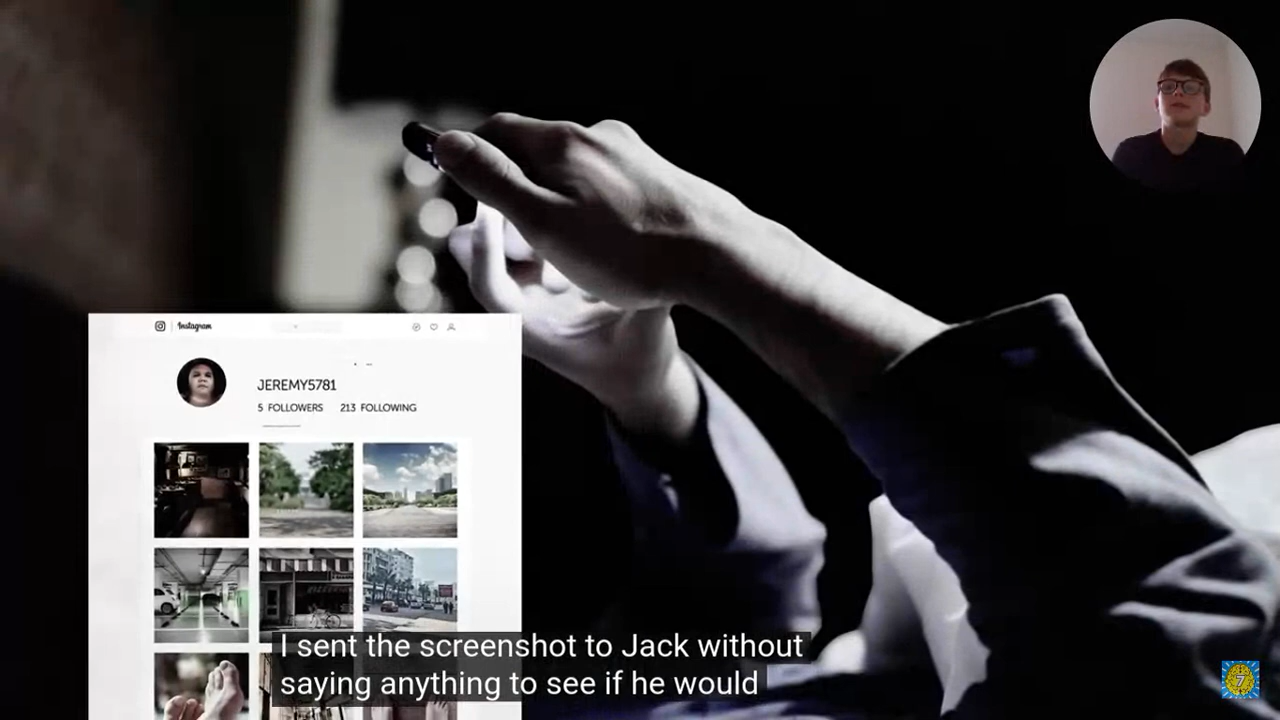 Instagram
JEREMY5781
5 FOLLOWERS 213 FOLLOWING
I sent the screenshot to Jack without
saying anything to see if he would
7